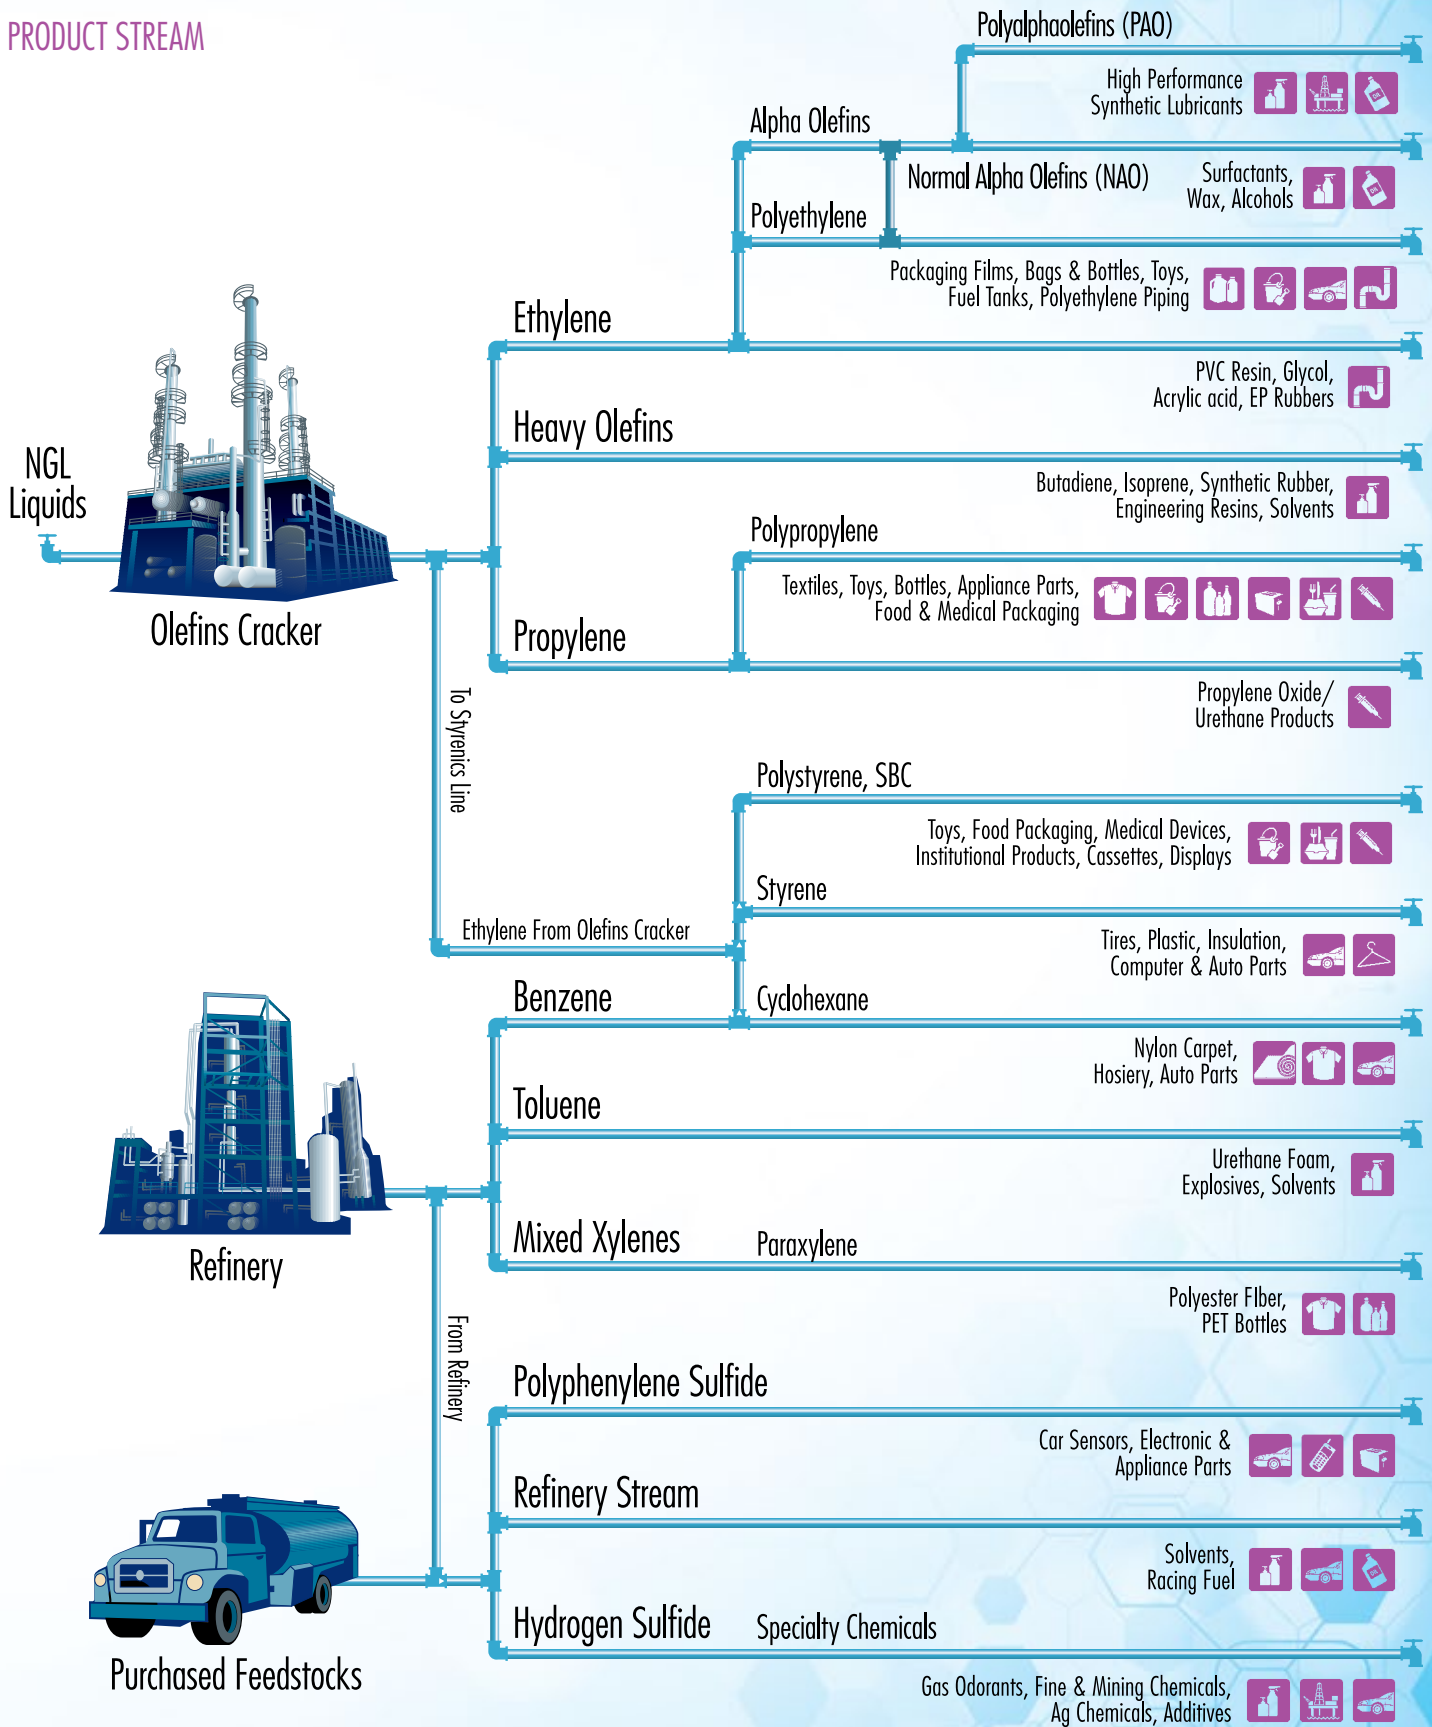 PRODUCT STREAM
Polyalphaolefins (PAO)
High Performance
Synthetic Lubricants
OIL
Alpha Olefins
Normal Alpha Olefins (NAO)
Surfactants,
Wax, Alcohols
OIL
Polyethylene
Packaging Films, Bags & Bottles, Toys,
Fuel Tanks, Polyethylene Piping
Ethylene
PVC Resin, Glycol,
Acrylic acid, EP Rubbers
Heavy Olefins
Butadiene, Isoprene, Synthetic Rubber,
Engineering Resins, Solvents
NGL
Liquids
Olefins Cracker
Polypropylene
Textiles, Toys, Bottles, Appliance Parts,
Food & Medical Packaging
Propylene
Propylene Oxide/
Urethane Products
To Styrenics Line
Polystyrene, SBC
Toys, Food Packaging, Medical Devices,
Institutional Products, Cassettes, Displays
Styrene
Ethylene From Olefins Cracker
Tires, Plastic, Insulation,
Computer & Auto Parts
Benzene
Cyclohexane
Nylon Carpet,
Hosiery, Auto Parts
Toluene
Urethane Foam,
Explosives, Solvents
Refinery
Mixed Xylenes
Paraxylene
Polyester FIber,
PET Bottles
From Refinery
Polyphenylene Sulfide
Car Sensors, Electronic &
Appliance Parts
Refinery Stream
Solvents,
Racing Fuel
OIL
Purchased Feedstocks
Hydrogen Sulfide
Specialty Chemicals
Gas Odorants, Fine & Mining Chemicals,
Ag Chemicals, Additives